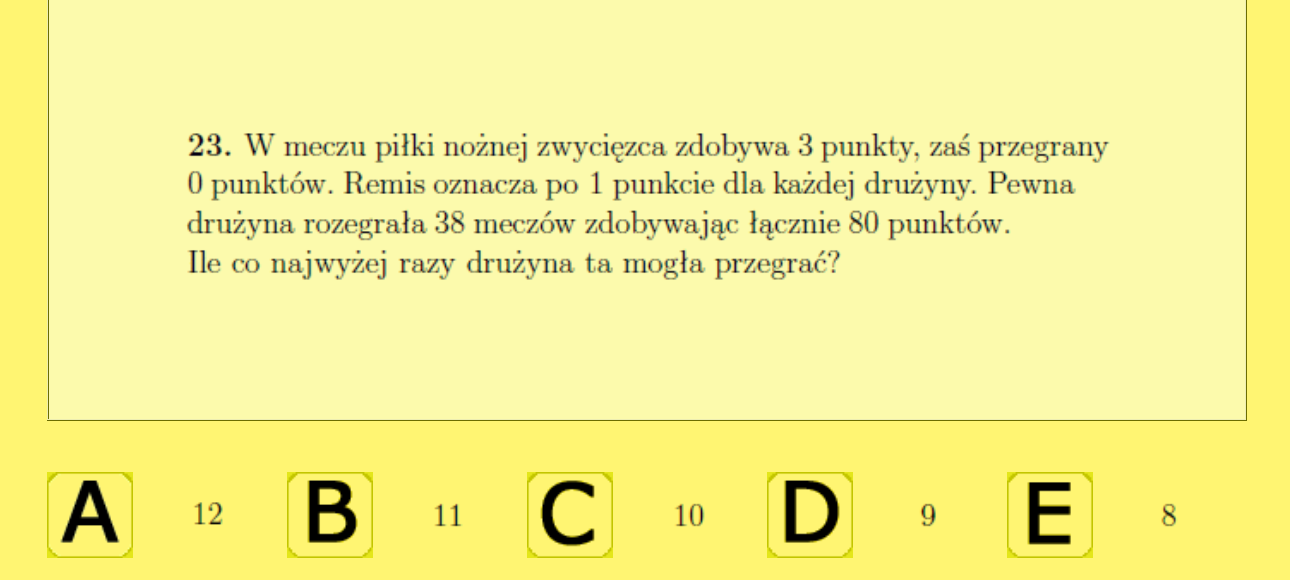 23. W meczu piłki nożnej zwycięzca zdobywa 3 punkty, zaś przegrany
0 punktów. Remis oznacza po 1 punkcie dla każdej drużyny. Pewna
drużyna rozegrała 38 meczów zdobywając łącznie 80 punktów.
Ile co najwyżej razy drużyna ta mogła przegrać?
A 12 B 11 C 10 D 9 E 8